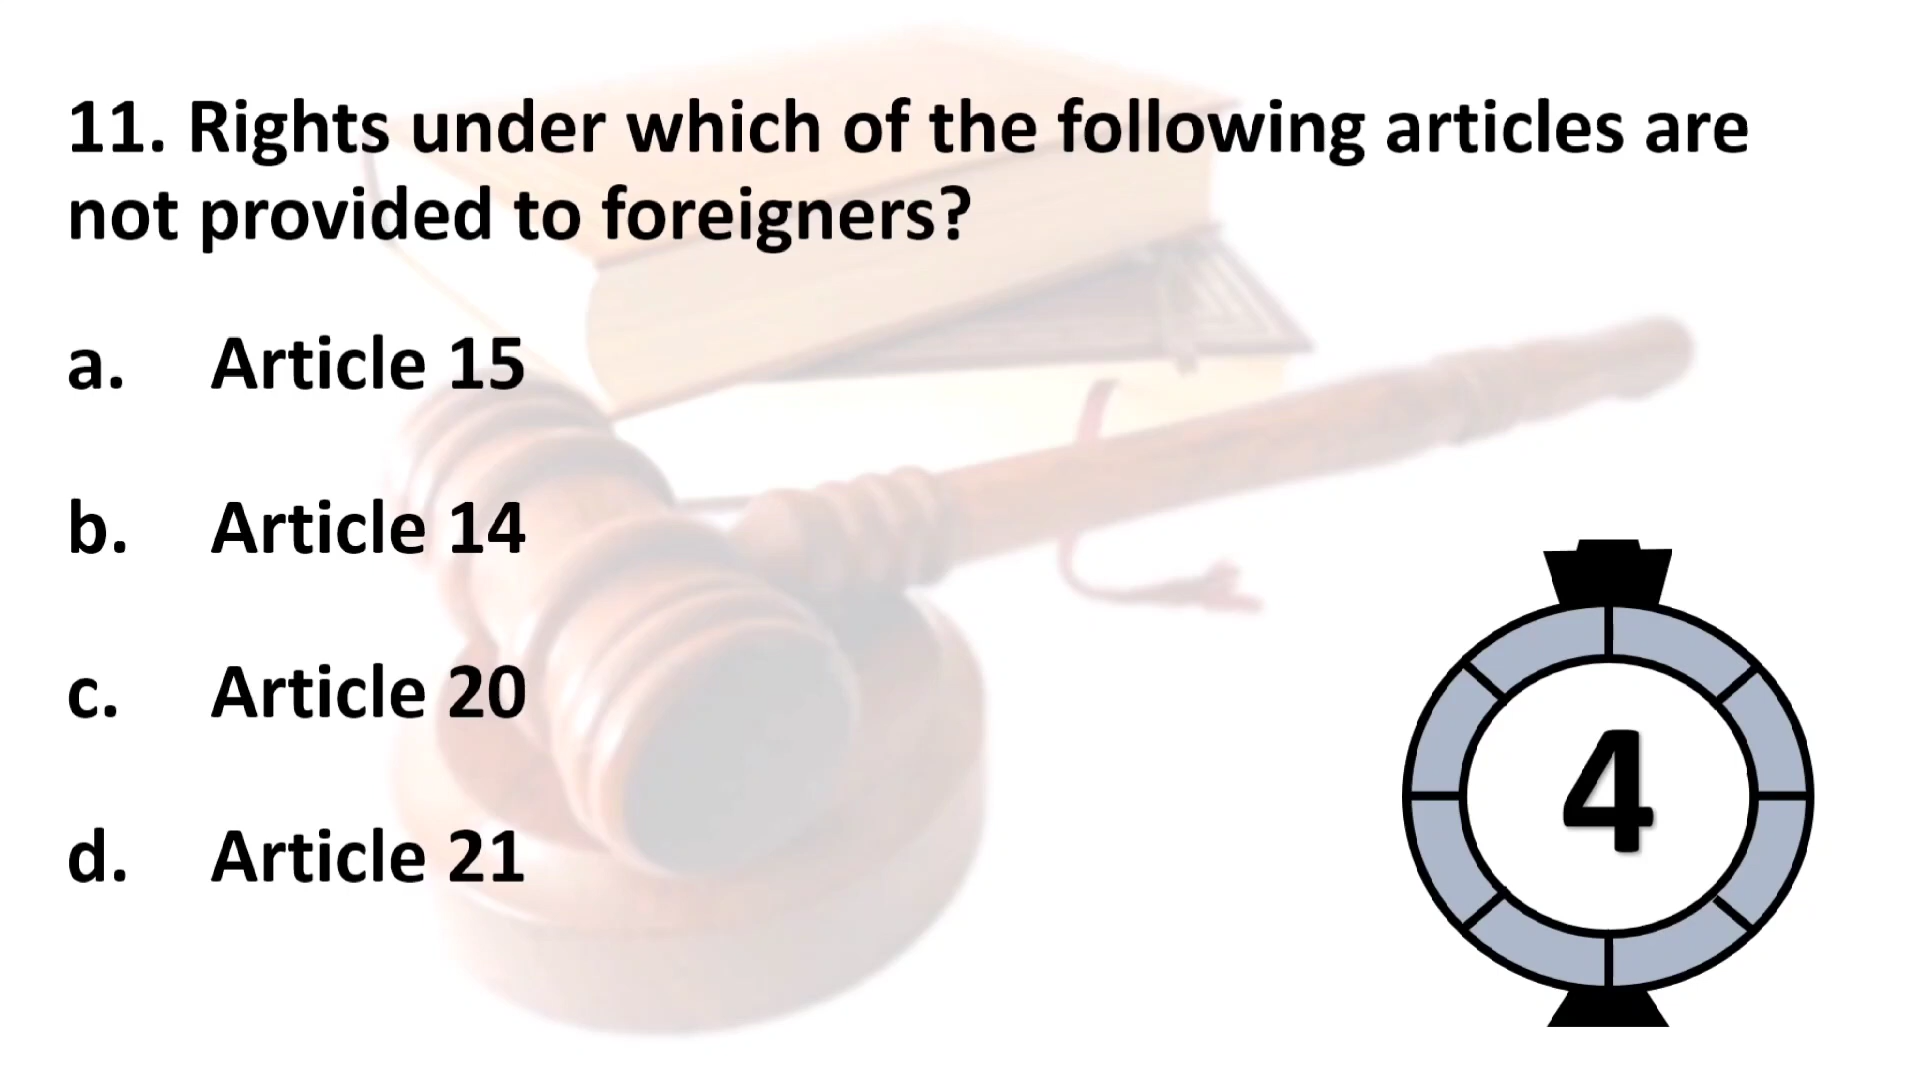 11. Rights under which of the following articles are
not provided to foreigners?
a. Article 15
b. Article 14
c. Article 20
d. Article 21
4